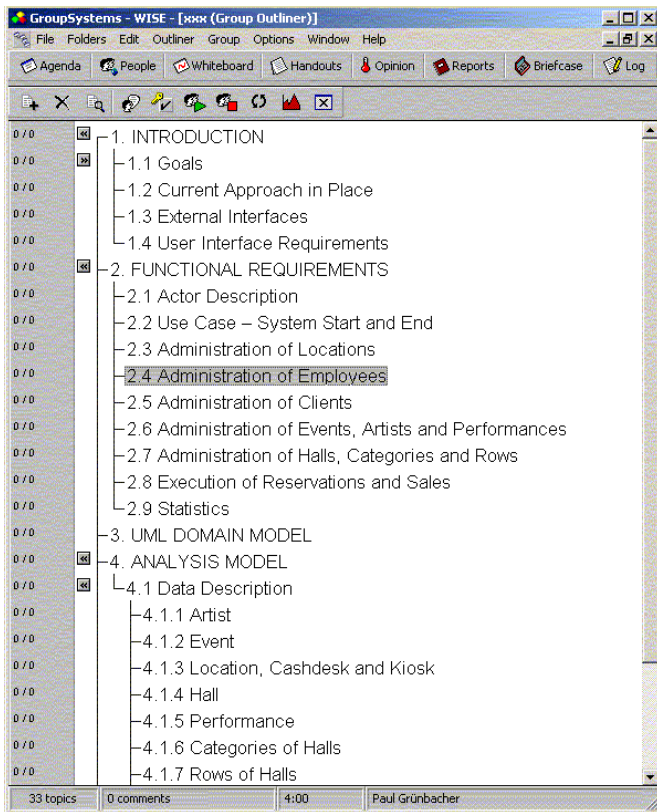 GroupSystems - WISE - [xxx (Group Outliner)]
File Folders Edit Outliner Group Options Window Help
Agenda People Whiteboard Handouts Opinion Reports Briefcase Log
0 / 0 1. INTRODUCTION
0 / 0 1.1 Goals
0 / 0 1.2 Current Approach in Place
0 / 0 1.3 External Interfaces
0 / 0 1.4 User Interface Requirements
0 / 0 2. FUNCTIONAL REQUIREMENTS
0 / 0 2.1 Actor Description
0 / 0 2.2 Use Case – System Start and End
0 / 0 2.3 Administration of Locations
0 / 0 2.4 Administration of Employees
0 / 0 2.5 Administration of Clients
0 / 0 2.6 Administration of Events, Artists and Performances
0 / 0 2.7 Administration of Halls, Categories and Rows
0 / 0 2.8 Execution of Reservations and Sales
0 / 0 2.9 Statistics
0 / 0 3. UML DOMAIN MODEL
0 / 0 4. ANALYSIS MODEL
0 / 0 4.1 Data Description
0 / 0 4.1.1 Artist
0 / 0 4.1.2 Event
0 / 0 4.1.3 Location, Cashdesk and Kiosk
0 / 0 4.1.4 Hall
0 / 0 4.1.5 Performance
0 / 0 4.1.6 Categories of Halls
0 / 0 4.1.7 Rows of Halls
33 topics 0 comments 4:00 Paul Grünbacher